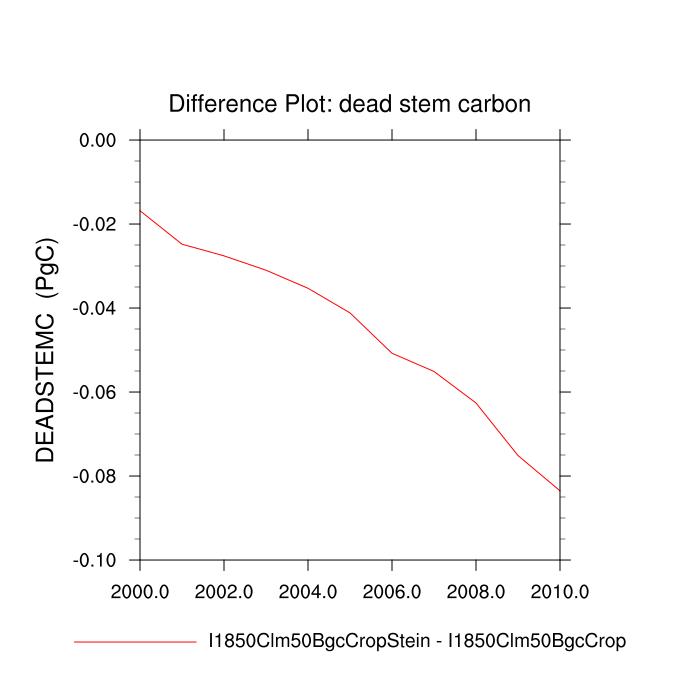 Difference Plot: dead stem carbon
0.00
-0.02
-0.04
-0.06
-0.08
-0.10
DEADSTEMC (PgC)
2000.0 2002.0 2004.0 2006.0 2008.0 2010.0
I1850Clm50BgcCropStein - I1850Clm50BgcCrop